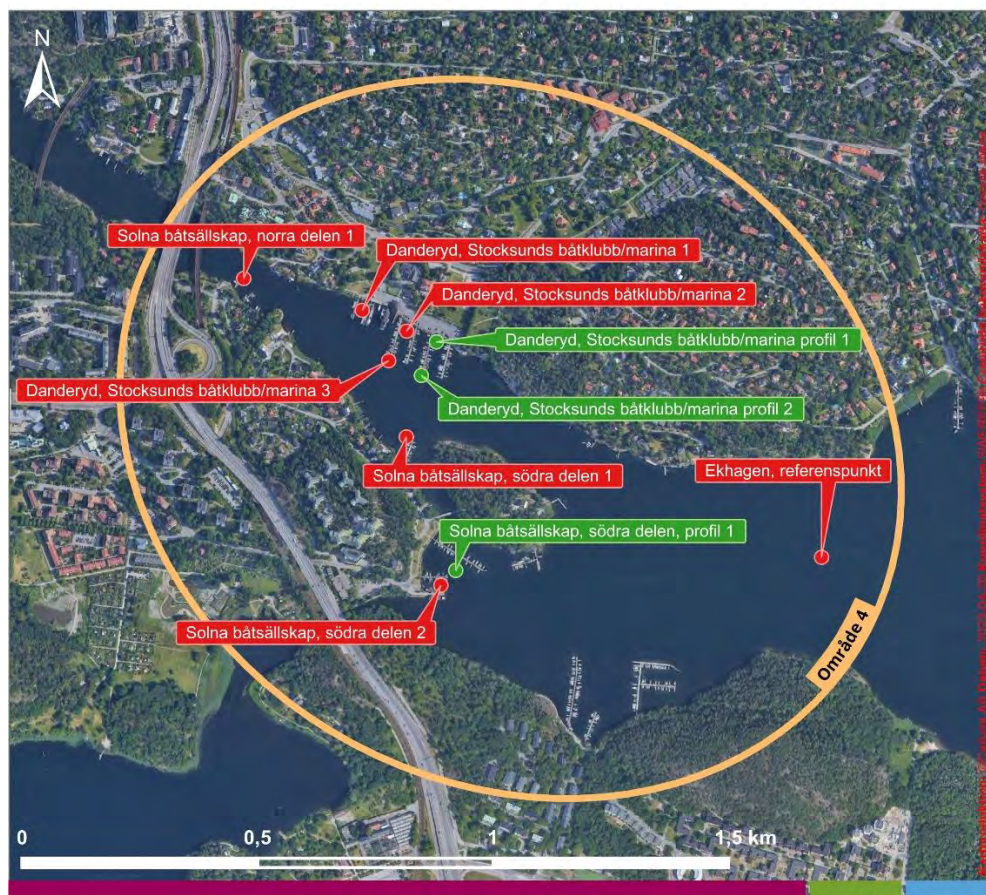 N
Solna båtsällskap, norra delen 1
Danderyd, Stocksunds båtklubb/marina 1
Danderyd, Stocksunds båtklubb/marina 2
Danderyd, Stocksunds båtklubb/marina profil 1
Danderyd, Stocksunds båtklubb/marina 3
Danderyd, Stocksunds båtklubb/marina profil 2
Solna båtsällskap, södra delen 1
Ekhagen, referenspunkt
Solna båtsällskap, södra delen, profil 1
Solna båtsällskap, södra delen 2
Område 4
0 0,5 1 1,5 km